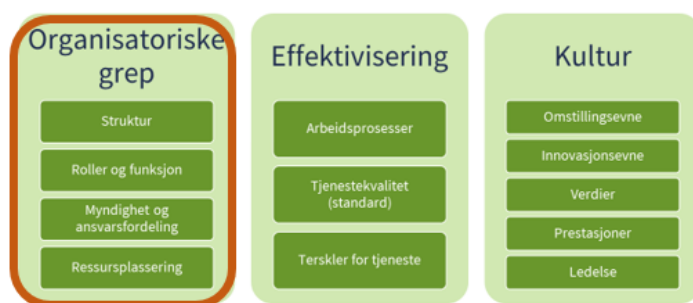 Organisatoriske
grep
Struktur
Roller og funksjon
Myndighet og
ansvarsfordeling
Ressursplassering
Effektivisering
Arbeidsprosesser
Tjenestekvalitet
(standard)
Terskler for tjeneste
Kultur
Omstillingsevne
Innovasjonsevne
Verdier
Prestasjoner
Ledelse